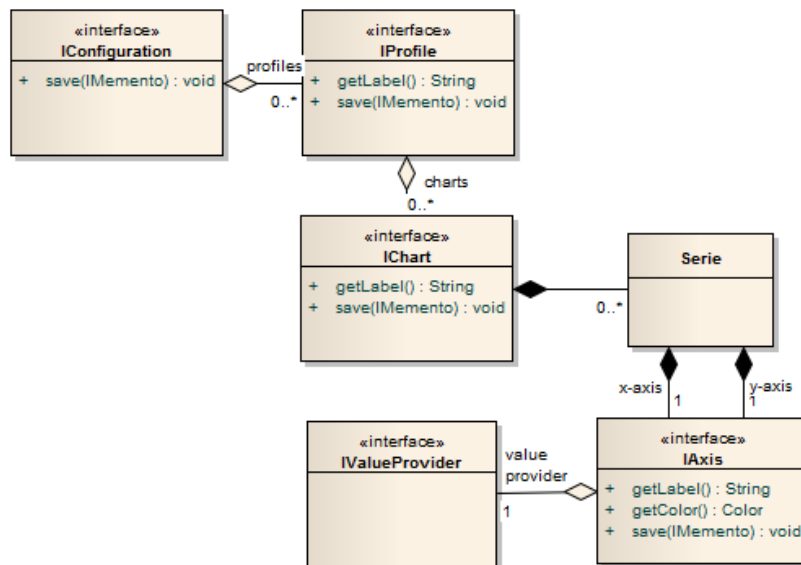 «interface»
IConfiguration
+ save(IMemento) : void
profiles
0..*
«interface»
IProfile
+ getLabel() : String
+ save(IMemento) : void
charts
0..*
«interface»
IChart
+ getLabel() : String
+ save(IMemento) : void
0..*
Serie
x-axis
1
y-axis
1
«interface»
IValueProvider
value
provider
1
«interface»
IAxis
+ getLabel() : String
+ getColor() : Color
+ save(IMemento) : void